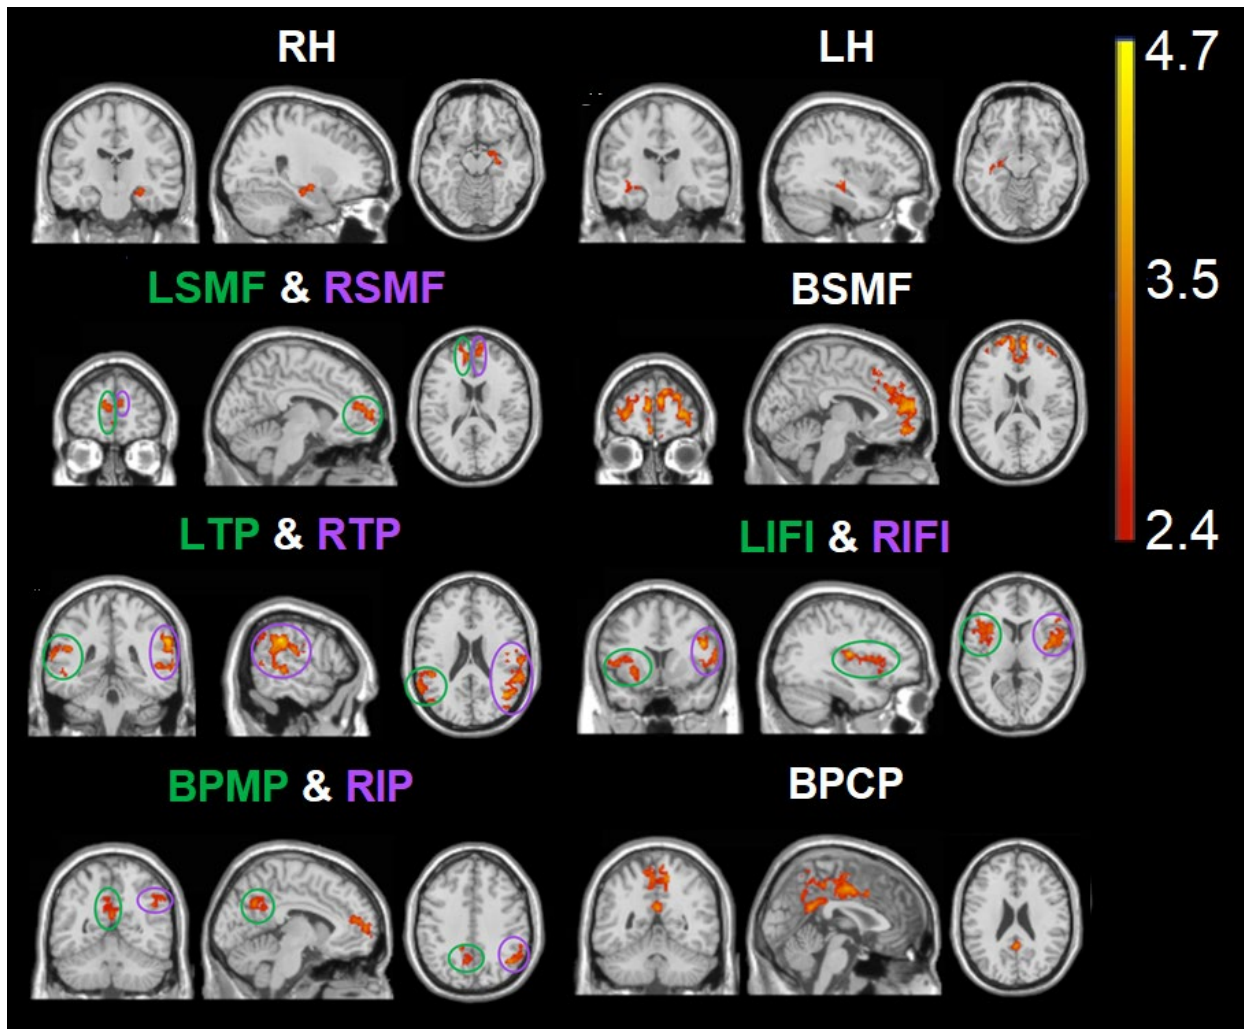 RH
LH
4.7
LSMF & RSMF
BSMF
3.5
LTP & RTP
LIFI & RIFI
2.4
BPMP & RIP
BPCP